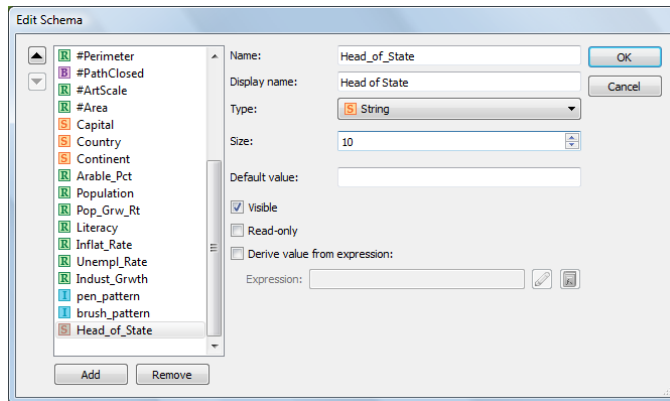 Edit Schema
R #Perimeter
B #PathClosed
R #ArtScale
R #Area
S Capital
S Country
S Continent
R Arable_Pct
R Population
R Pop_Grw_Rt
R Literacy
R Inflat_Rate
R Unempl_Rate
R Indust_Grwth
I pen_pattern
I brush_pattern
S Head_of_State
Add Remove
Name: Head_of_State
Display name: Head of State
Type: S String
Size: 10
Default value:
Visible
Read-only
Derive value from expression:
Expression:
OK
Cancel